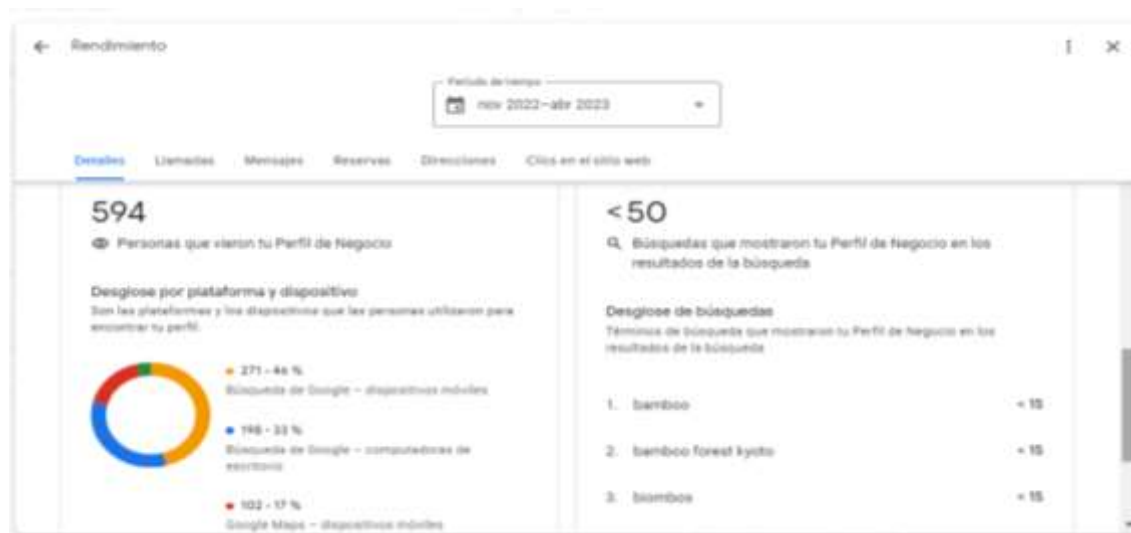 Rendimiento
Período de tiempo
nov 2022–abr 2023
Detalles Llamadas Mensajes Reservas Direcciones Clics en el sitio web
594
Personas que vieron tu Perfil de Negocio
Desglose por plataforma y dispositivo
Son las plataformas y los dispositivos que las personas utilizaron para
encontrar tu perfil.
271 - 46 %
Búsqueda de Google – dispositivos móviles
198 - 33 %
Búsqueda de Google – computadoras de
escritorio
102 - 17 %
Google Maps – dispositivos móviles
<50
Búsquedas que mostraron tu Perfil de Negocio en los
resultados de la búsqueda
Desglose de búsquedas
Términos de búsqueda que mostraron tu Perfil de Negocio en los
resultados de la búsqueda
1. bamboo < 15
2. bamboo forest kyoto < 15
3. biombos < 15